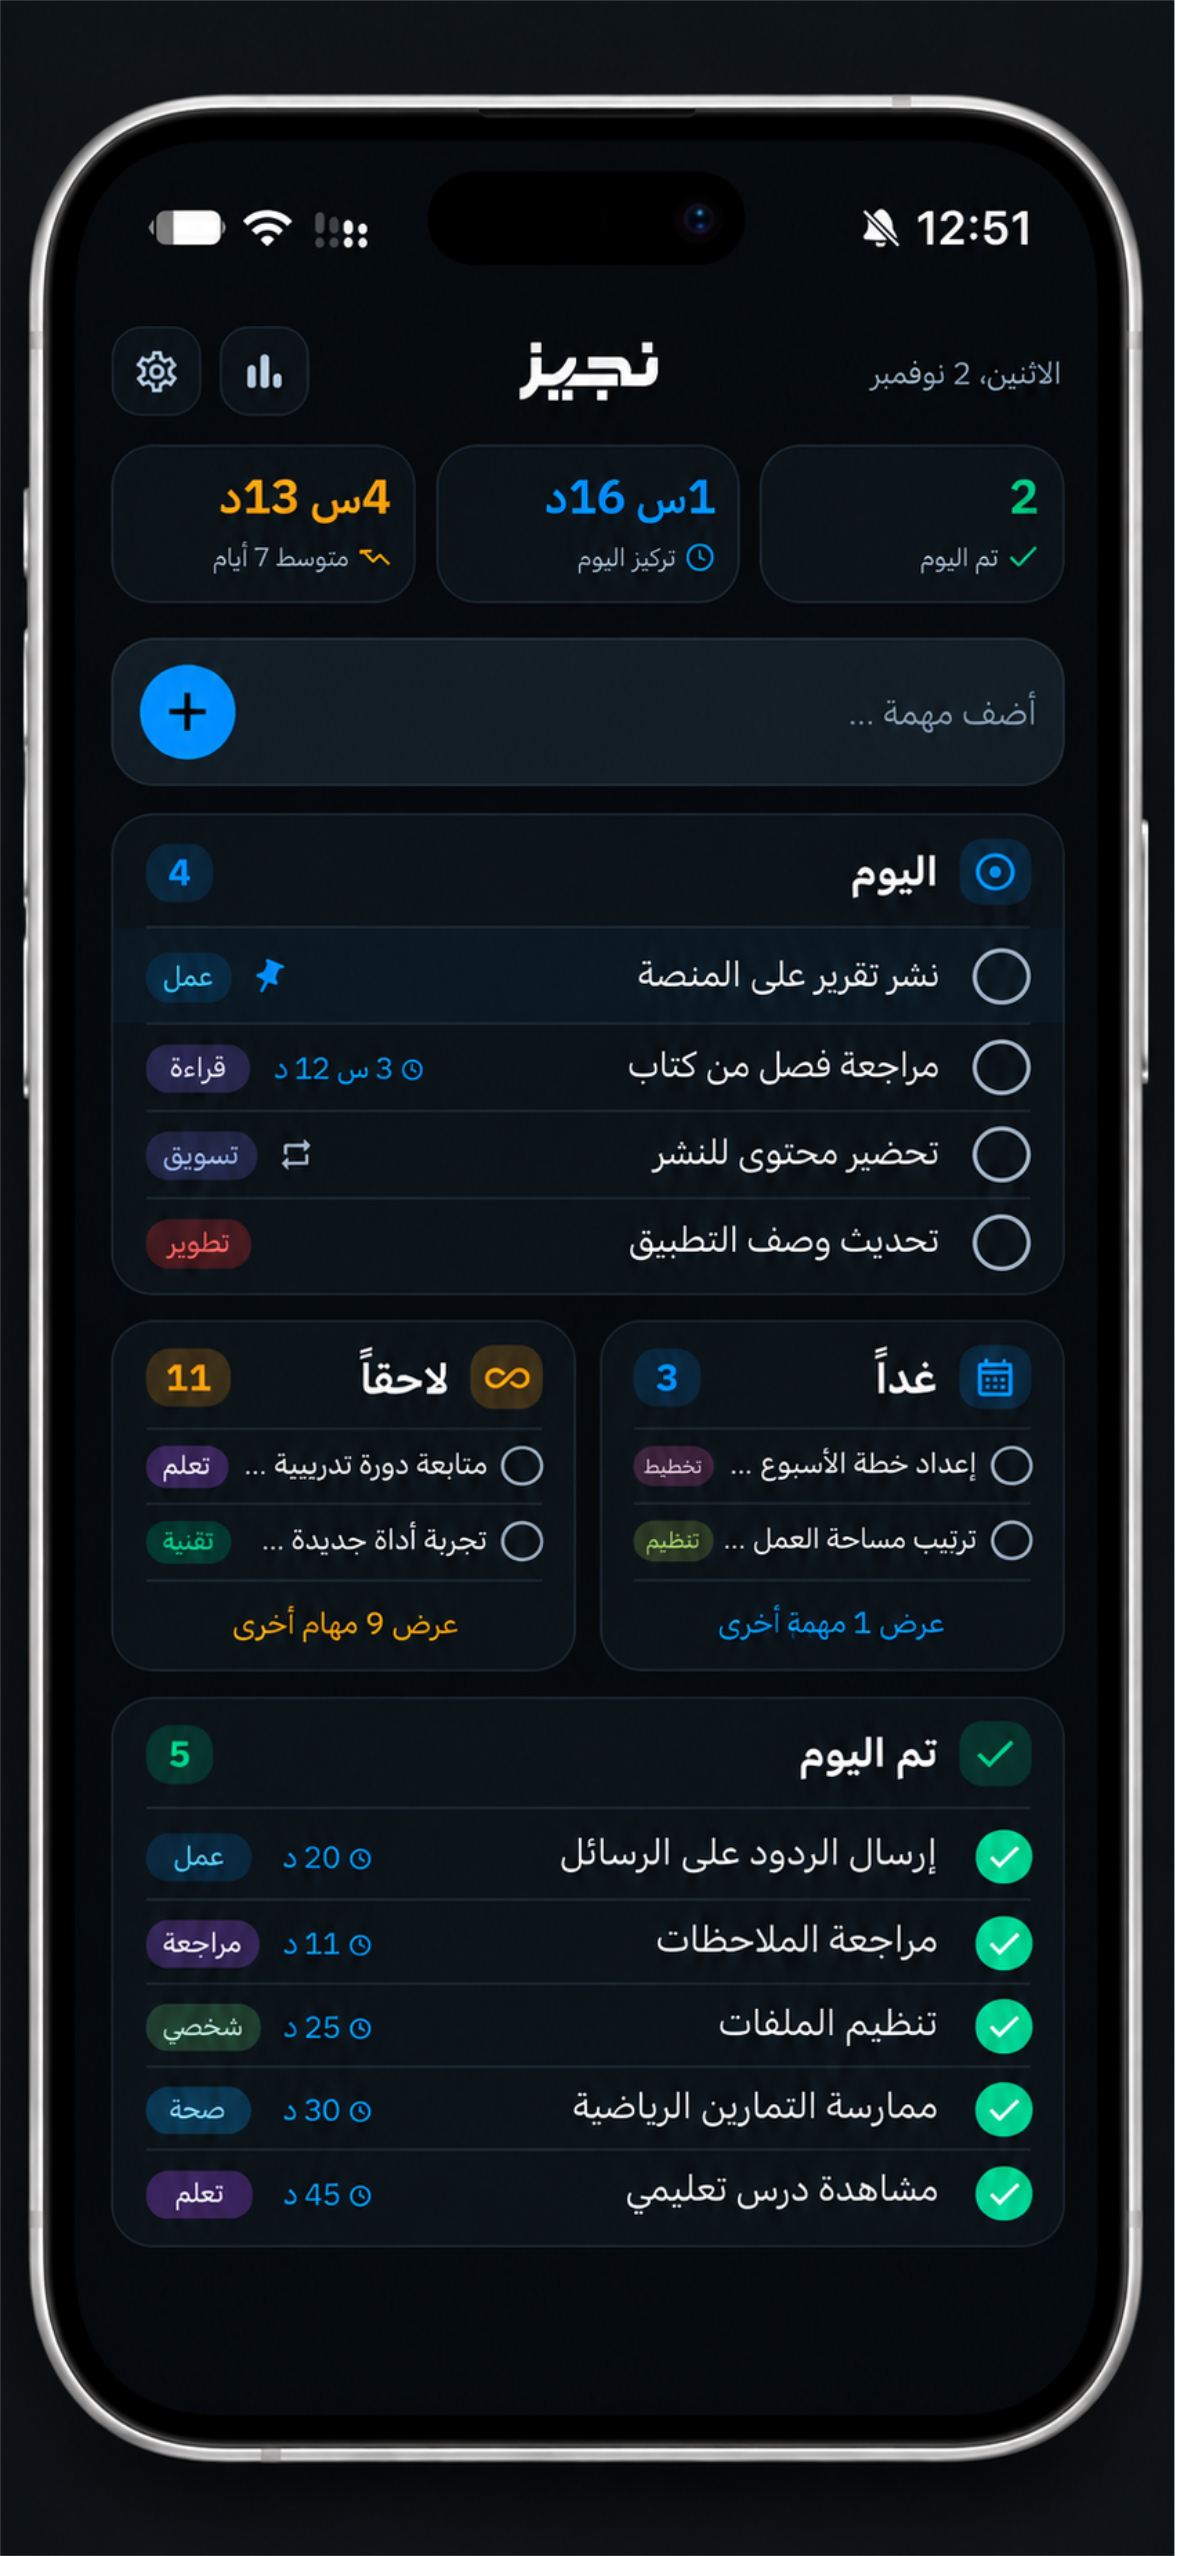 12:51
الاثنين، 2 نوفمبر
نجيز
2
تم اليوم
1س 16د
تركيز اليوم
4س 13د
متوسط 7 أيام
أضف مهمة ...
اليوم
4
نشر تقرير على المنصة
عمل
مراجعة فصل من كتاب
3 س 12 د
قراءة
تحضير محتوى للنشر
تسويق
تحديث وصف التطبيق
تطوير
غداً
3
إعداد خطة الأسبوع ...
تخطيط
ترتيب مساحة العمل ...
تنظيم
عرض 1 مهمة أخرى
لاحقاً
11
متابعة دورة تدريبية ...
تعلم
تجربة أداة جديدة ...
تقنية
عرض 9 مهام أخرى
تم اليوم
5
إرسال الردود على الرسائل
20 د
عمل
مراجعة الملاحظات
11 د
مراجعة
تنظيم الملفات
25 د
شخصي
ممارسة التمارين الرياضية
30 د
صحة
مشاهدة درس تعليمي
45 د
تعلم